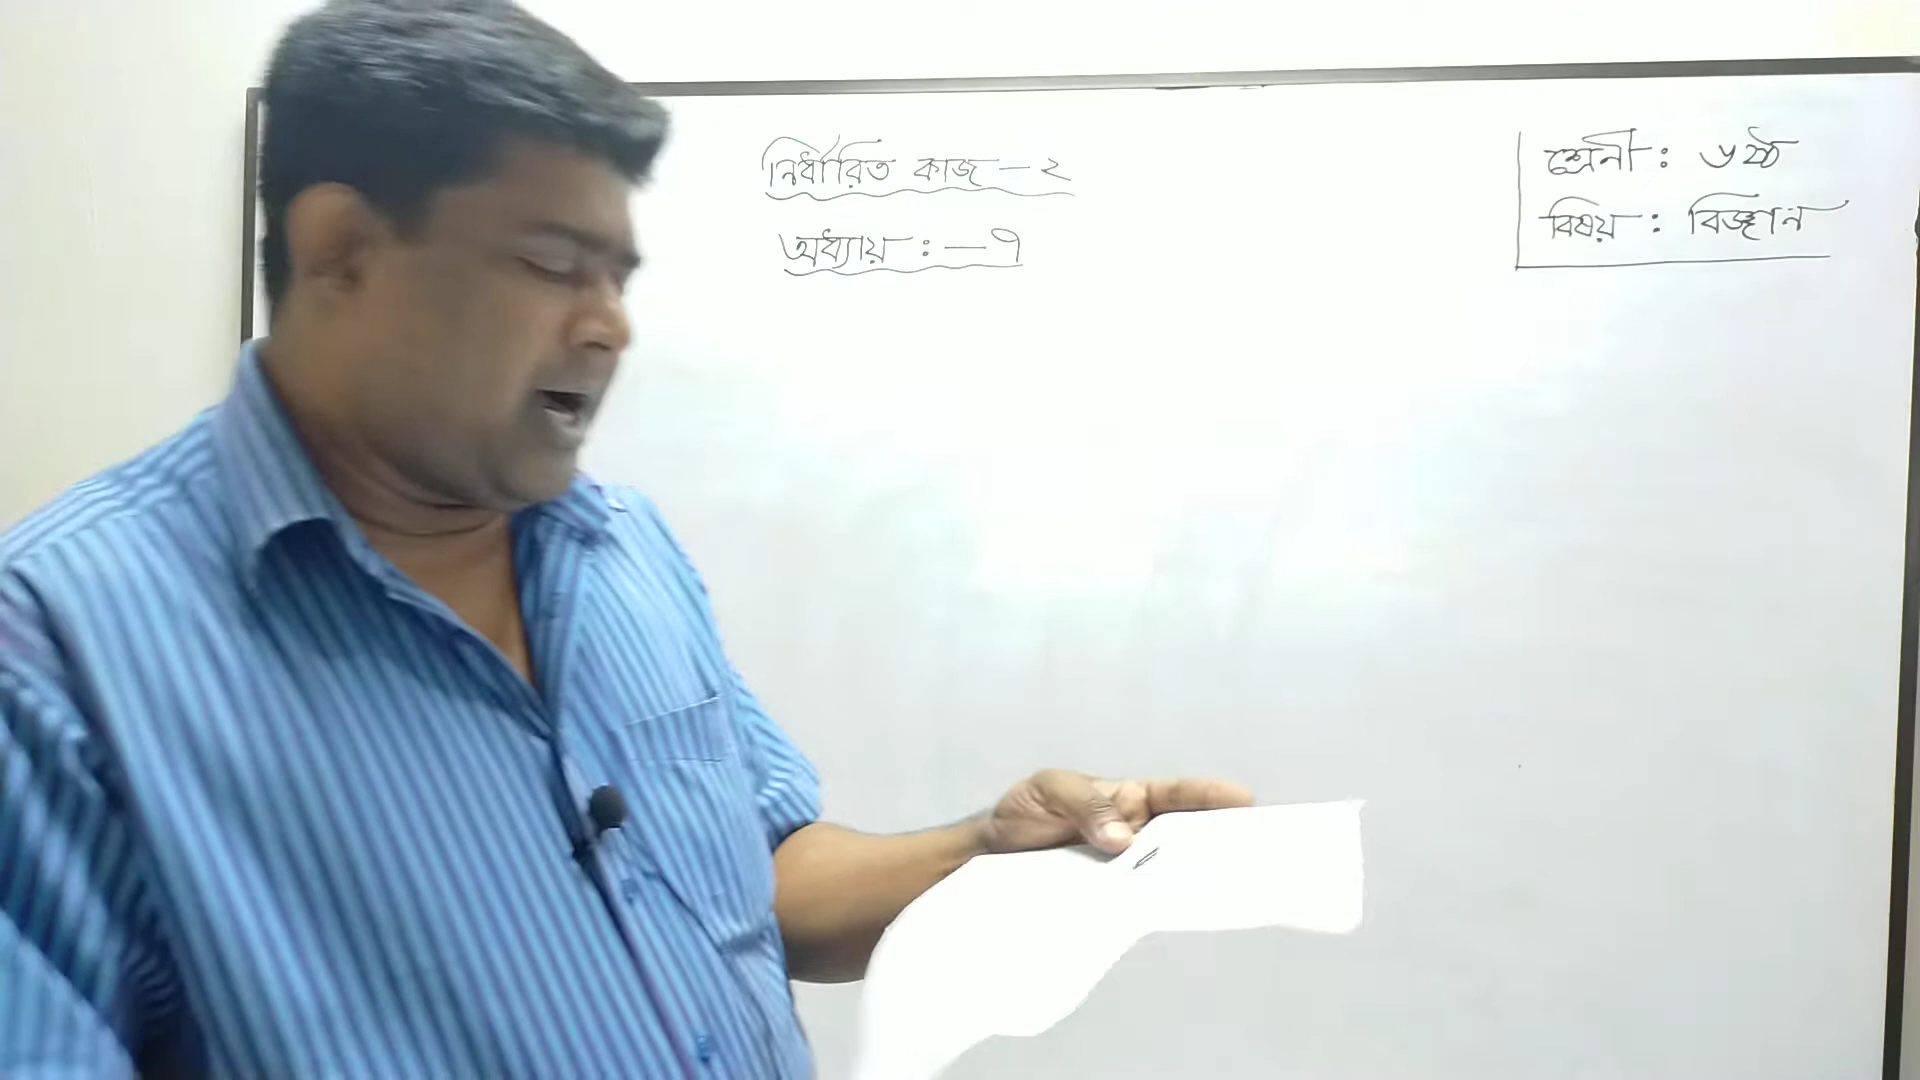 নির্ধারিত কাজ – ২
অধ্যায় : – ৭
শ্রেনী : ৬ষ্ঠ
বিষয় : বিজ্ঞান